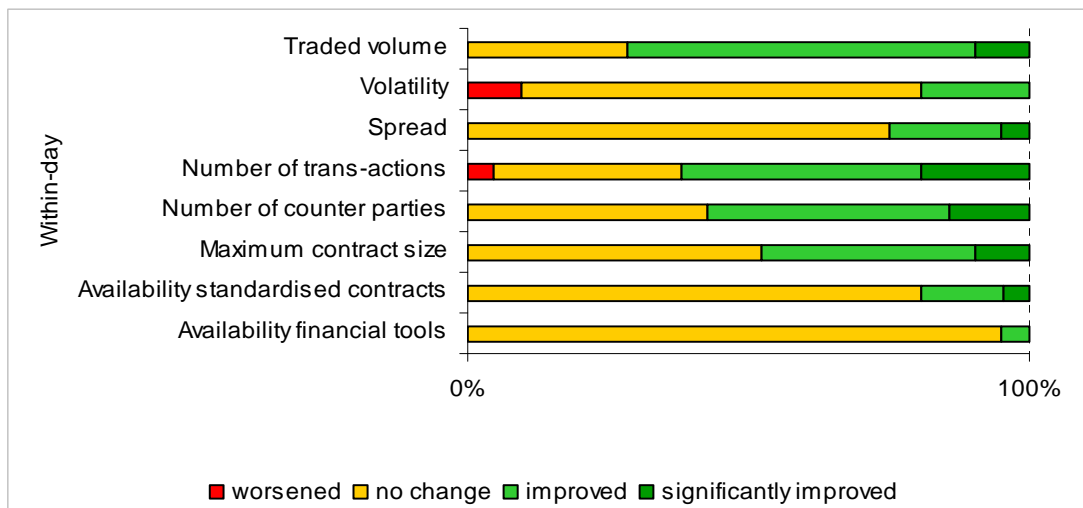 Within-day
Traded volume
Volatility
Spread
Number of trans-actions
Number of counter parties
Maximum contract size
Availability standardised contracts
Availability financial tools
0% 100%
worsened no change improved significantly improved